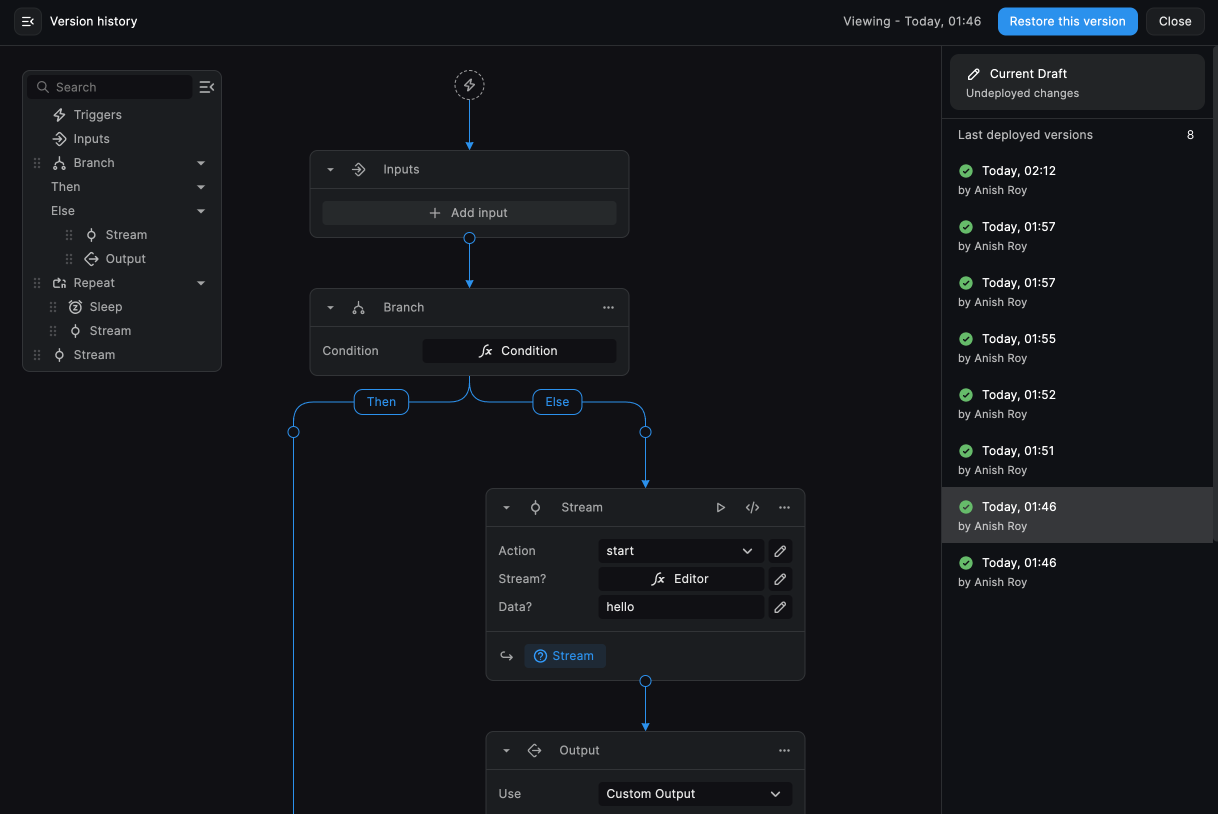 Version history
Viewing - Today, 01:46
Restore this version
Close
Search
Triggers
Inputs
Branch
Then
Else
Stream
Output
Repeat
Sleep
Stream
Stream
Inputs
Add input
Branch
Condition
Condition
Then
Else
Stream
Action
start
Stream?
Editor
Data?
hello
Stream
Output
Use
Custom Output
Current Draft
Undeployed changes
Last deployed versions 8
Today, 02:12
by Anish Roy
Today, 01:57
by Anish Roy
Today, 01:57
by Anish Roy
Today, 01:55
by Anish Roy
Today, 01:52
by Anish Roy
Today, 01:51
by Anish Roy
Today, 01:46
by Anish Roy
Today, 01:46
by Anish Roy